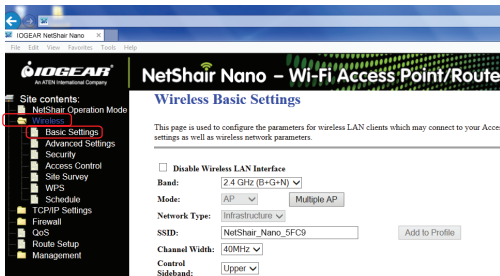 IOGEAR NetShair Nano ×
File Edit View Favorites Tools Help
IOGEAR
An ATEN International Company
NetShair Nano – Wi-Fi Access Point/Route
Site contents:
NetShair Operation Mode
Wireless
Basic Settings
Advanced Settings
Security
Access Control
Site Survey
WPS
Schedule
TCP/IP Settings
Firewall
QoS
Route Setup
Management
Wireless Basic Settings
This page is used to configure the parameters for wireless LAN clients which may connect to your Acce
settings as well as wireless network parameters.
Disable Wireless LAN Interface
Band: 2.4 GHz (B+G+N)
Mode: AP Multiple AP
Network Type: Infrastructure
SSID: NetShair_Nano_5FC9 Add to Profile
Channel Width: 40MHz
Control
Sideband: Upper